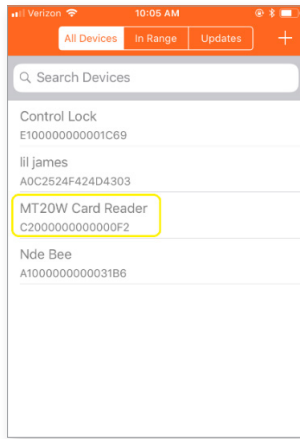 Verizon 10:05 AM
All Devices In Range Updates
Search Devices
Control Lock
E100000000001C69
lil james
A0C2524F424D4303
MT20W Card Reader
C2000000000000F2
Nde Bee
A1000000000031B6